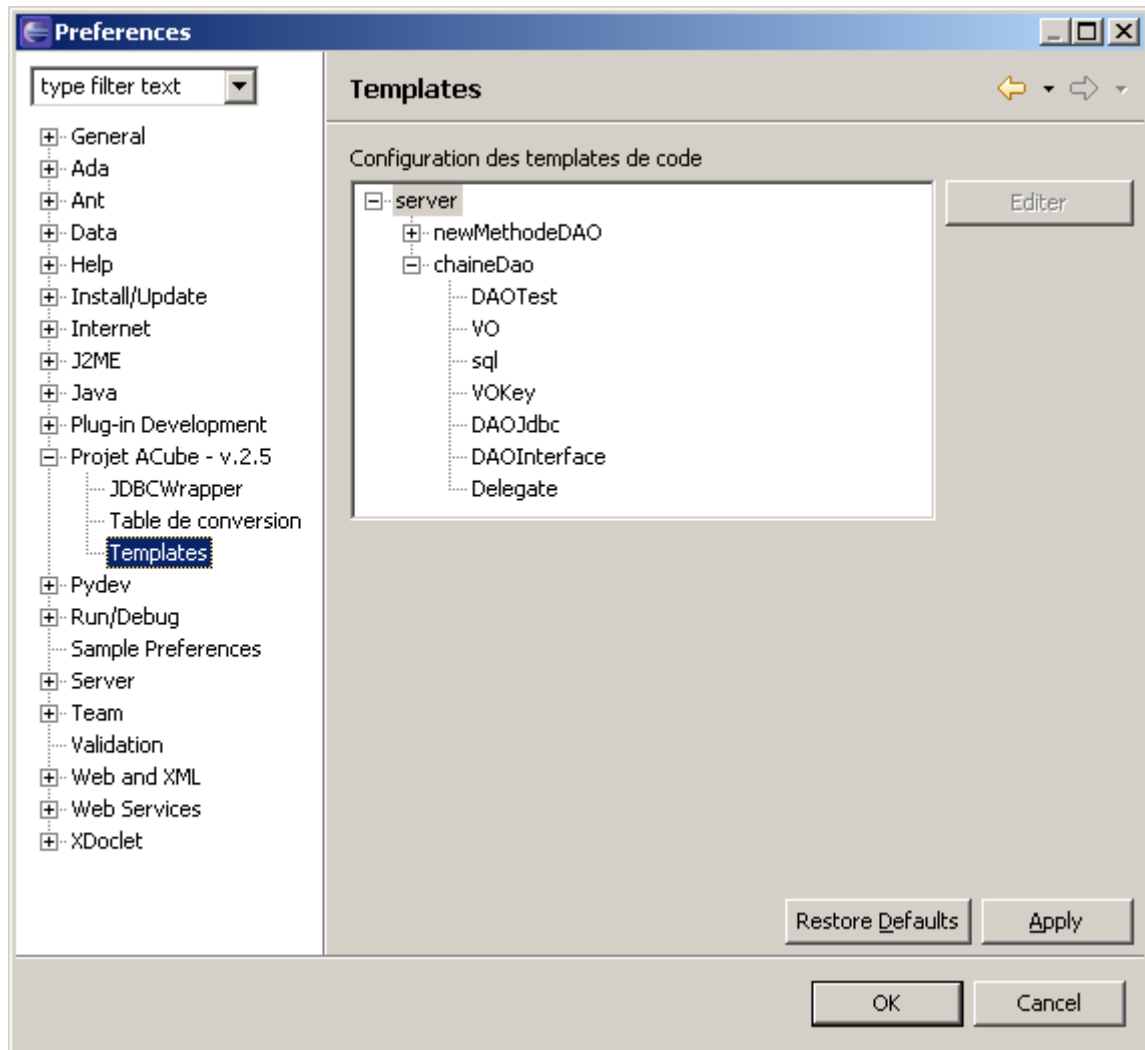 Preferences
type filter text
General
Ada
Ant
Data
Help
Install/Update
Internet
J2ME
Java
Plug-in Development
Projet ACube - v.2.5
JDBCWrapper
Table de conversion
Templates
Pydev
Run/Debug
Sample Preferences
Server
Team
Validation
Web and XML
Web Services
XDoclet
Templates
Configuration des templates de code
server
newMethodeDAO
chaineDao
DAOTest
VO
sql
VOKey
DAOJdbc
DAOInterface
Delegate
Editer
Restore Defaults
Apply
OK
Cancel